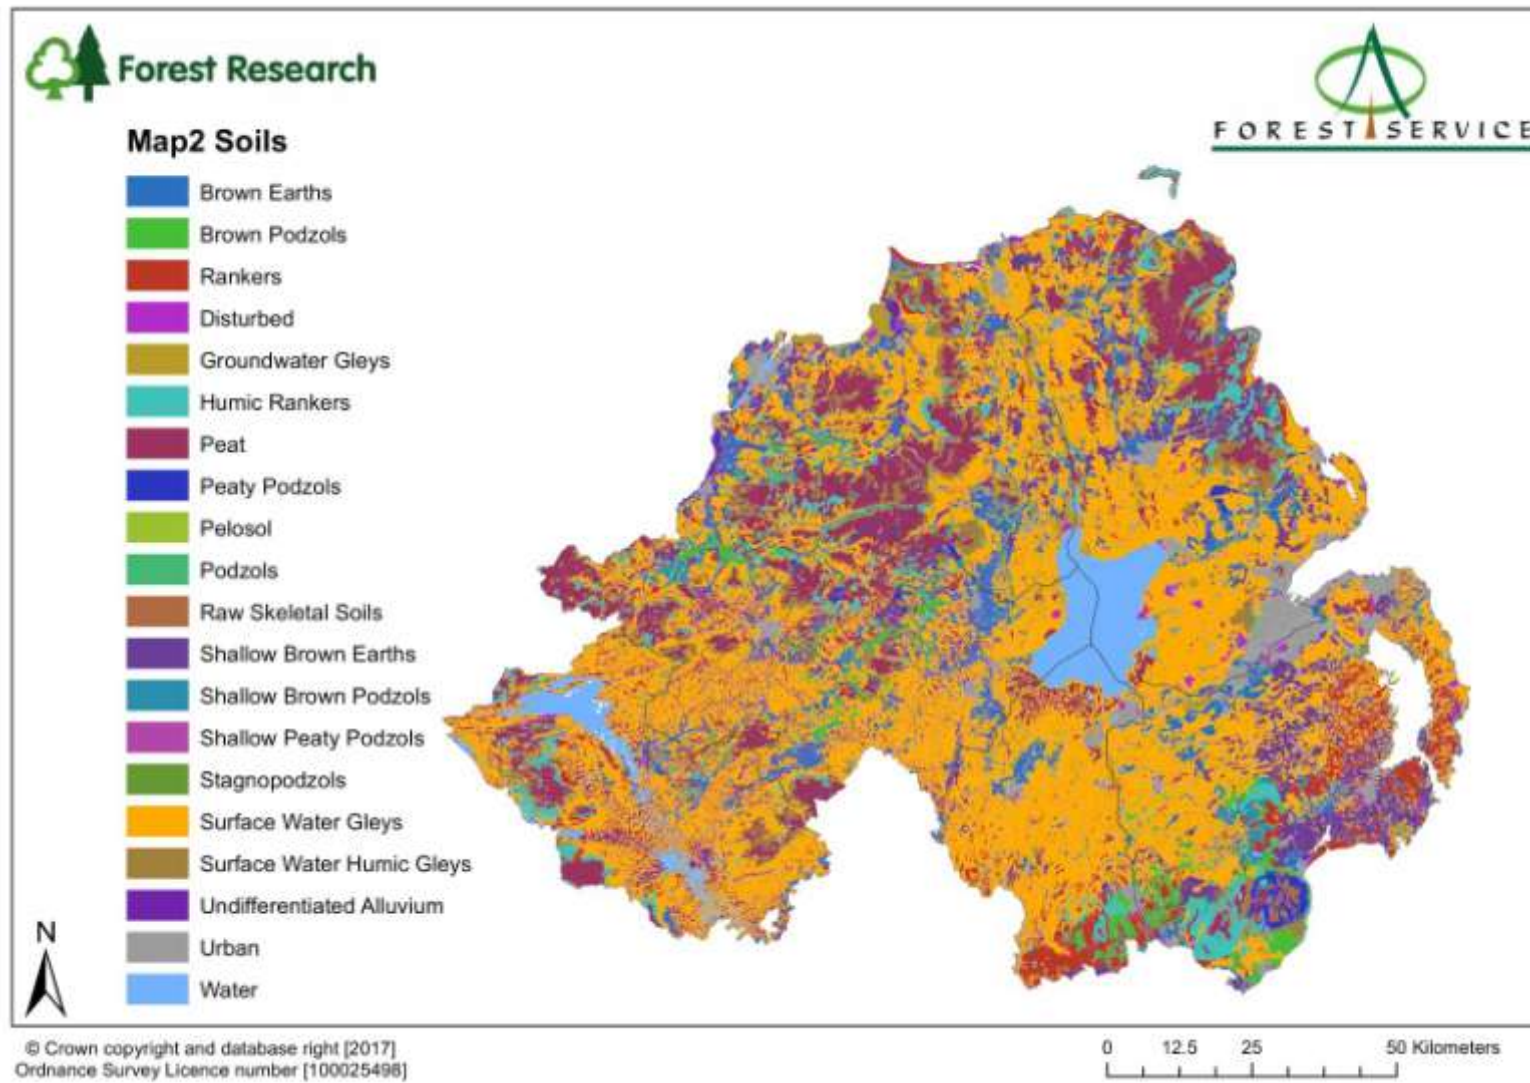 Forest Research
FOREST SERVICE
Map2 Soils
Brown Earths
Brown Podzols
Rankers
Disturbed
Groundwater Gleys
Humic Rankers
Peat
Peaty Podzols
Pelosol
Podzols
Raw Skeletal Soils
Shallow Brown Earths
Shallow Brown Podzols
Shallow Peaty Podzols
Stagnopodzols
Surface Water Gleys
Surface Water Humic Gleys
Undifferentiated Alluvium
Urban
Water
N
© Crown copyright and database right [2017]
Ordnance Survey Licence number [100025498]
0 12.5 25 50 Kilometers